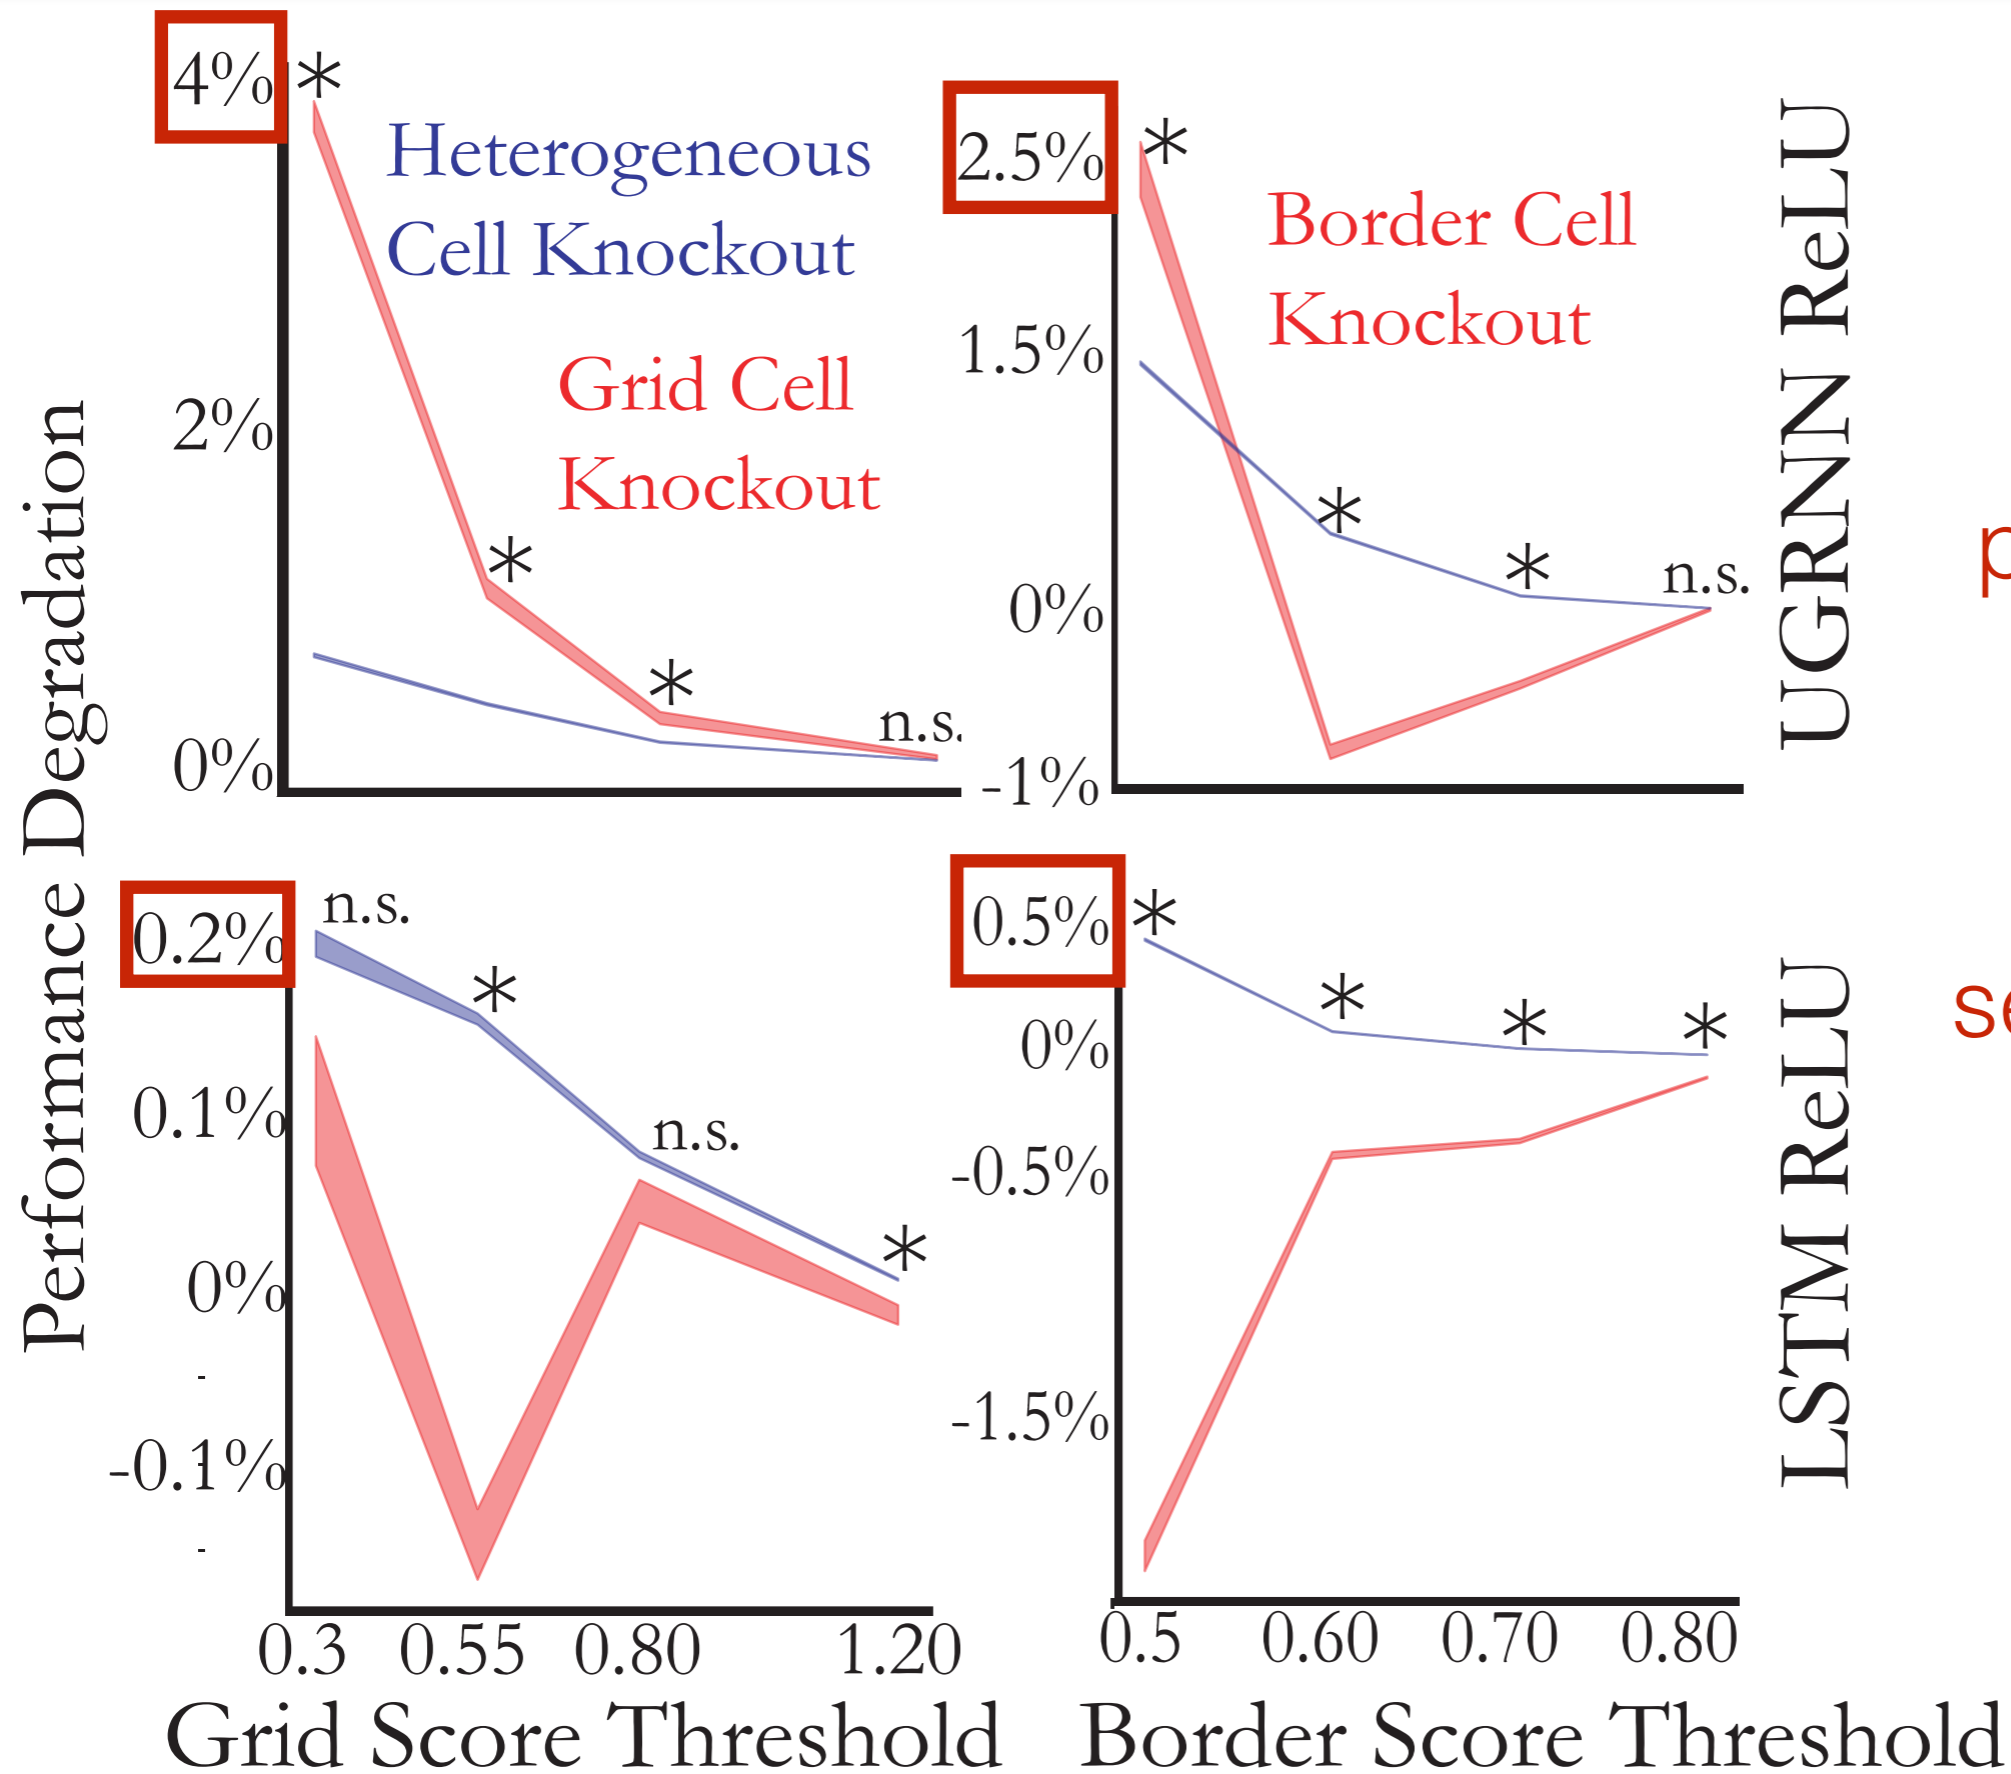 Performance Degradation
4% *
Heterogeneous
Cell Knockout
2%
Grid Cell
Knockout
*
*
n.s.
0%
2.5% *
Border Cell
Knockout
1.5%
*
*
n.s.
0%
-1%
UGRNN ReLU
p
0.2%
n.s.
*
0.1%
n.s.
*
0%
-
-0.1%
-
0.5% *
*
*
*
0%
-0.5%
-1.5%
LSTM ReLU
se
0.3 0.55 0.80 1.20
0.5 0.60 0.70 0.80
Grid Score Threshold
Border Score Threshold